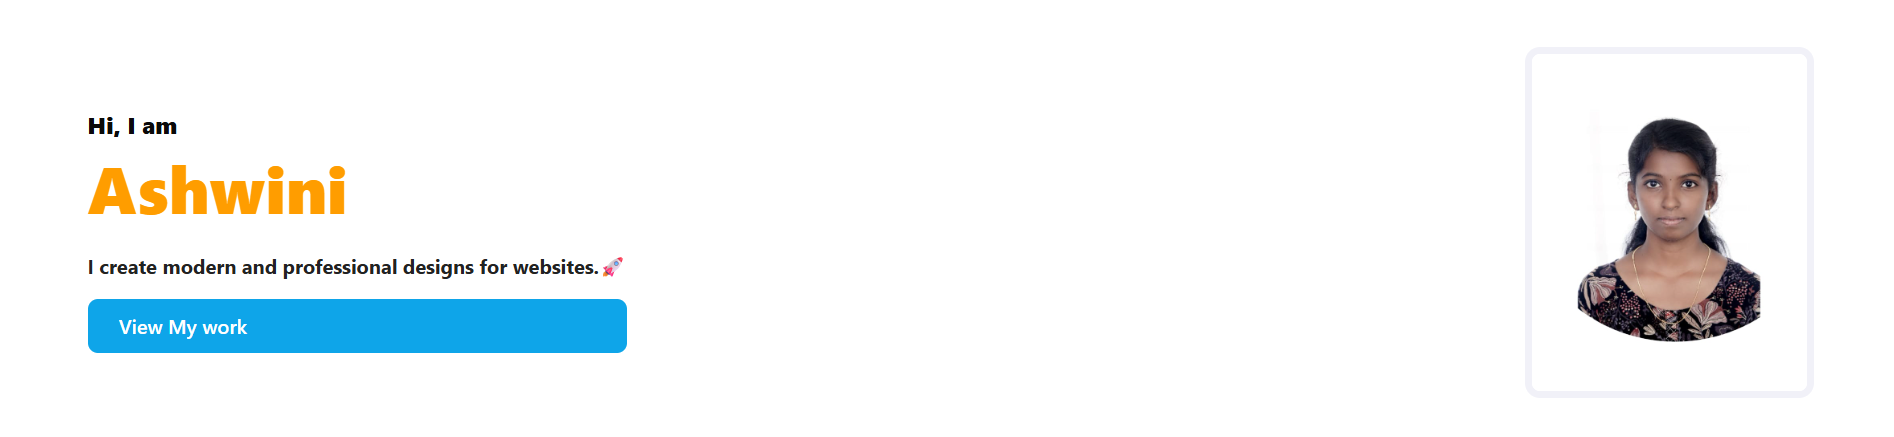 Hi, I am
Ashwini
I create modern and professional designs for websites.🚀
View My work